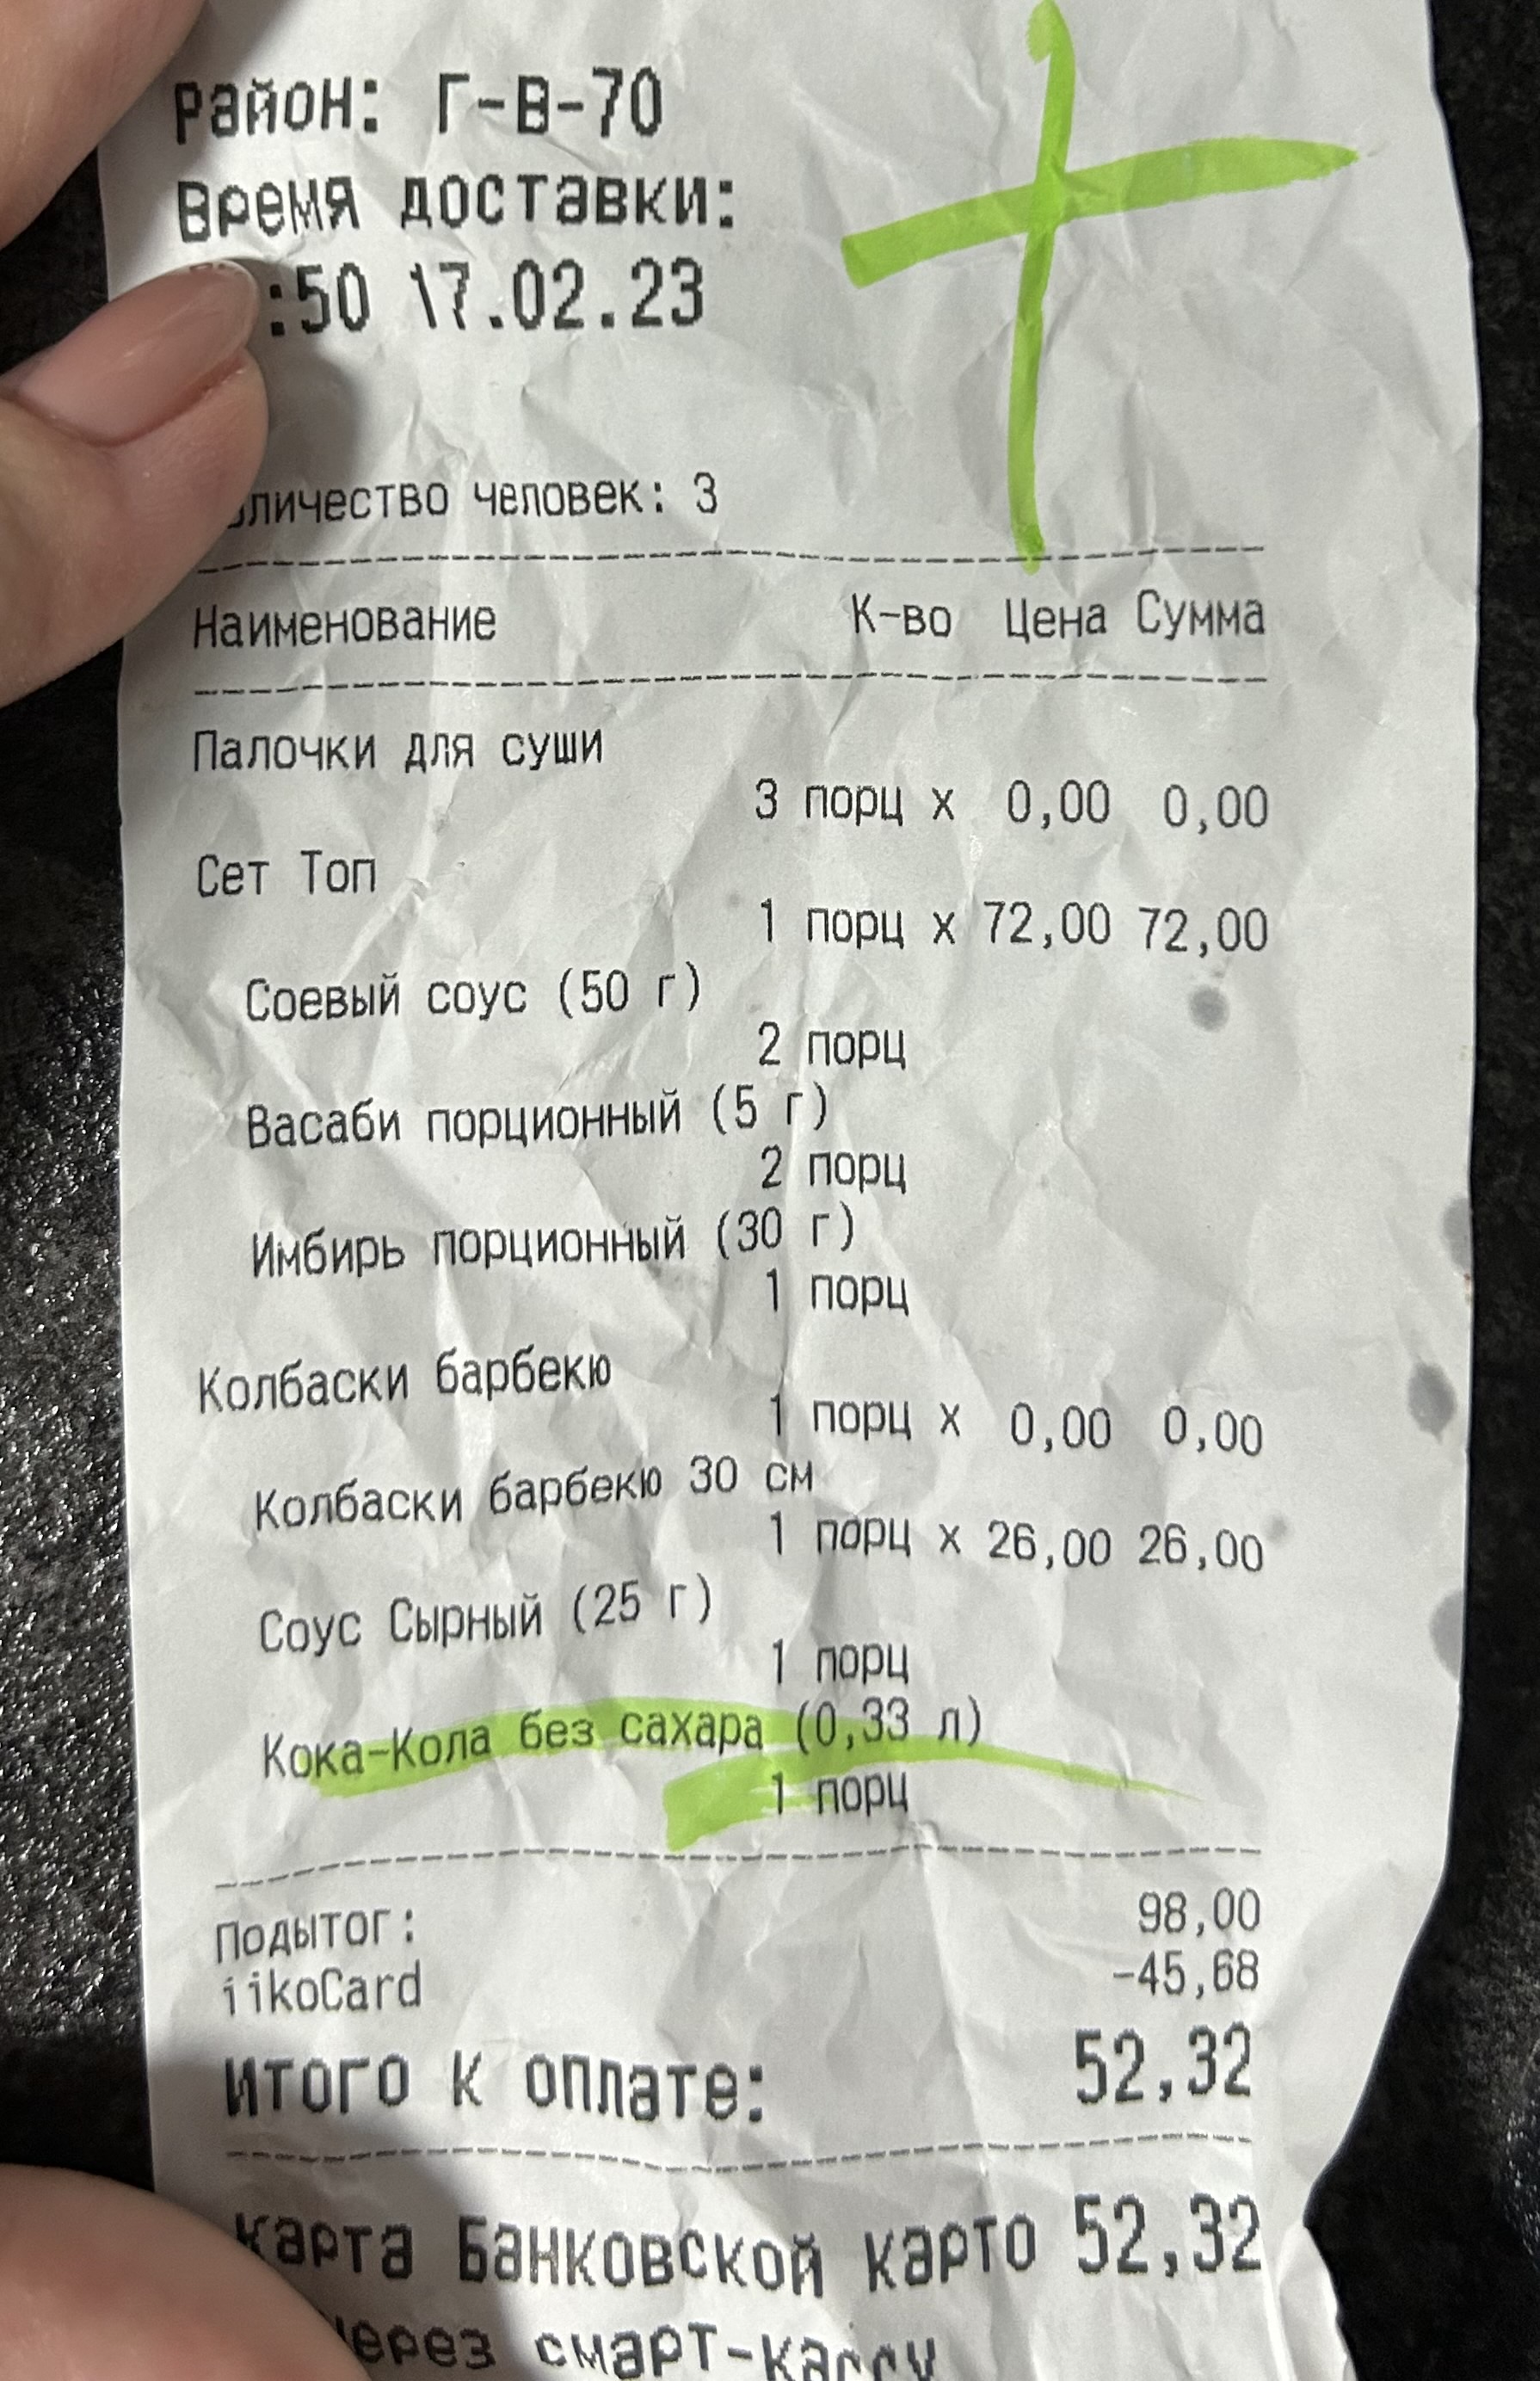 Район: Г-В-70
Время доставки:
:50 17.02.23
человек: 3
Наименование К-во Цена Сумма
Палочки для суши
3 порц x 0,00 0,00
Сет Топ
1 порц x 72,00 72,00
Соевый соус (50 г)
2 порц
Васаби порционный (5 г)
2 порц
Имбирь порционный (30 г)
1 порц
Колбаски барбекю
1 порц x 0,00 0,00
Колбаски барбекю 30 см
1 порц x 26,00 26,00
Соус Сырный (25 г)
1 порц
Кока-Кола без сахара (0,33 л)
1 порц
Подытог: 98,00
iikoCard -45,68
Итого к оплате: 52,32
карта Банковской карто 52,32
через смарт-кассу